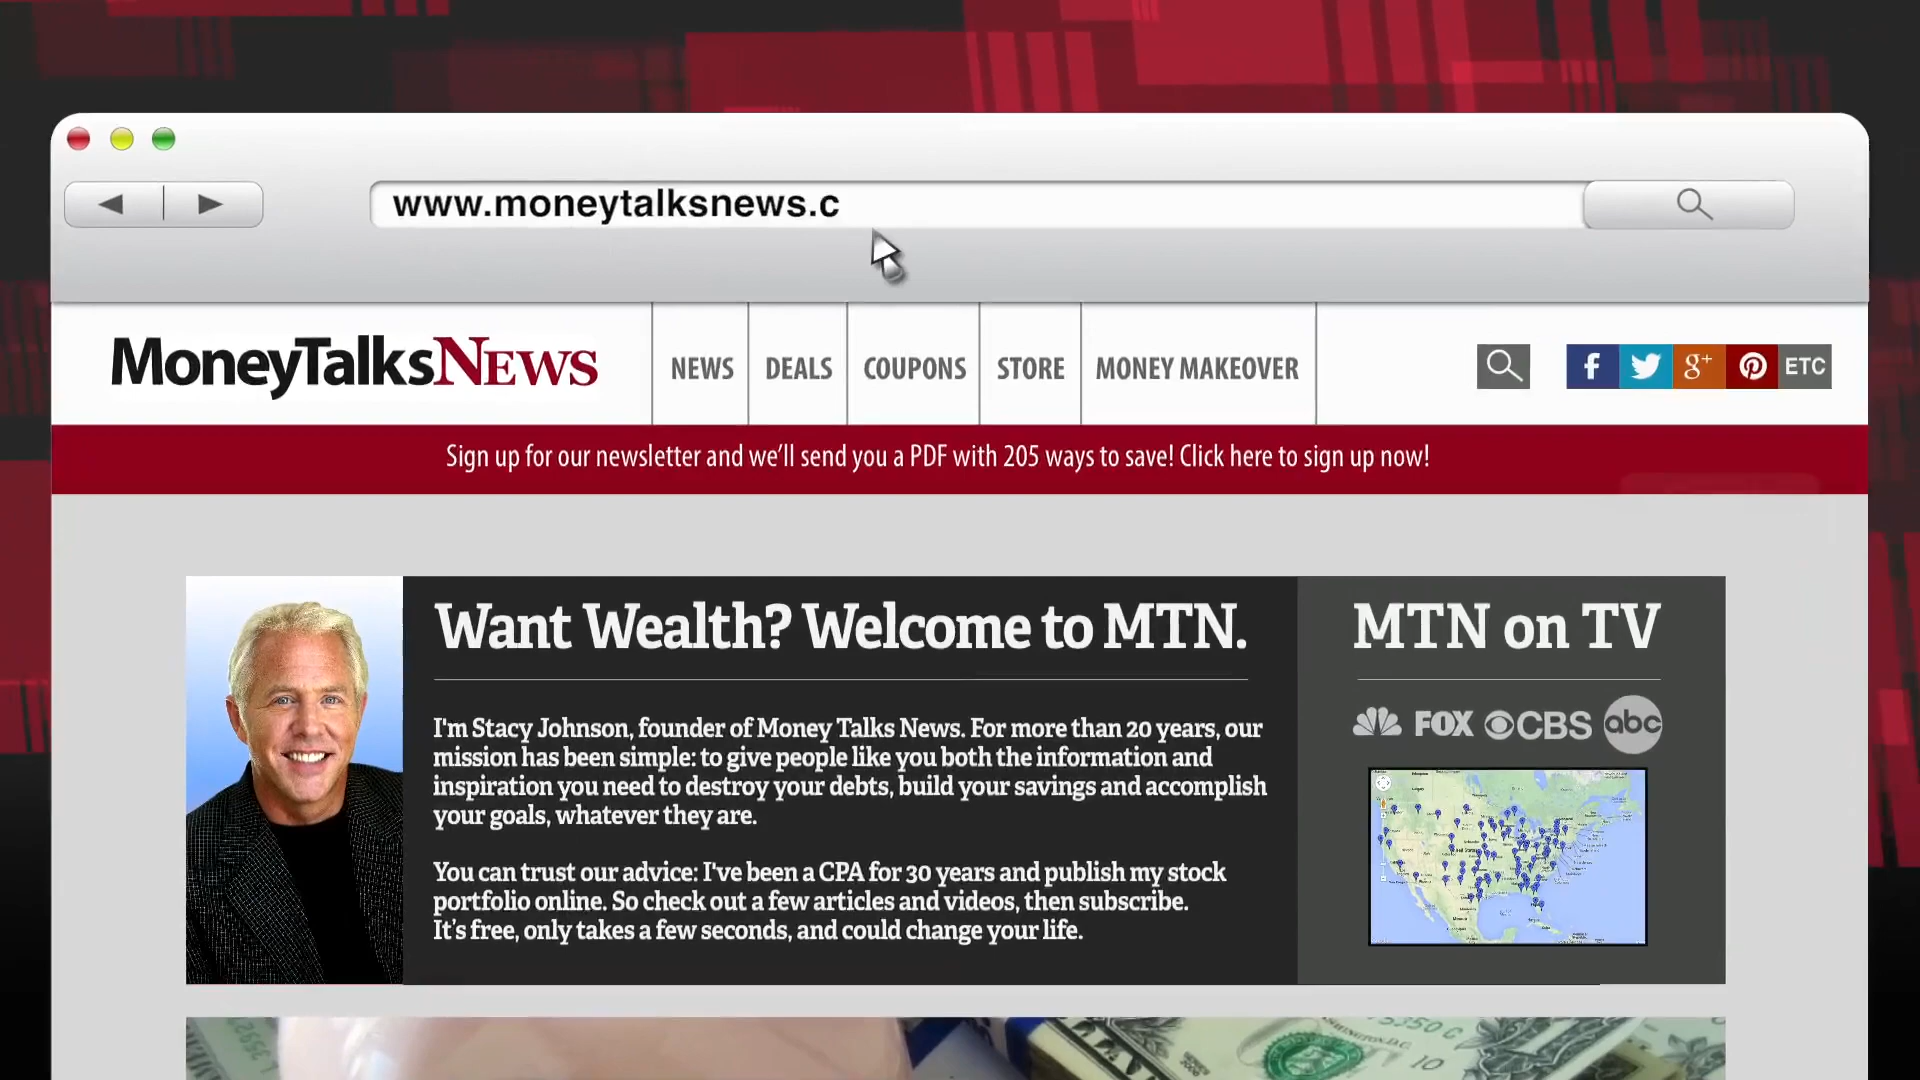 www.moneytalksnews.c
MoneyTalksNews
NEWS
DEALS
COUPONS
STORE
MONEY MAKEOVER
f
g+
ETC
Sign up for our newsletter and we'll send you a PDF with 205 ways to save! Click here to sign up now!
Want Wealth? Welcome to MTN.
I'm Stacy Johnson, founder of Money Talks News. For more than 20 years, our
mission has been simple: to give people like you both the information and
inspiration you need to destroy your debts, build your savings and accomplish
your goals, whatever they are.
You can trust our advice: I've been a CPA for 30 years and publish my stock
portfolio online. So check out a few articles and videos, then subscribe.
It's free, only takes a few seconds, and could change your life.
MTN on TV
FOX
CBS
abc
10